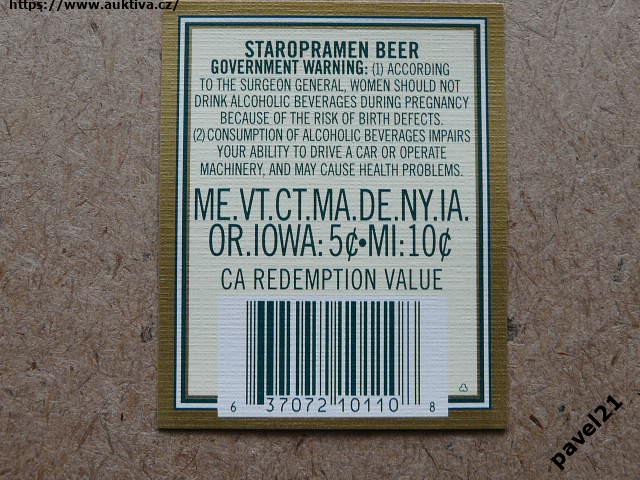 https://www.auktiva.cz/
STAROPRAMEN BEER
GOVERNMENT WARNING: (1) ACCORDING
TO THE SURGEON GENERAL, WOMEN SHOULD NOT
DRINK ALCOHOLIC BEVERAGES DURING PREGNANCY
BECAUSE OF THE RISK OF BIRTH DEFECTS.
(2) CONSUMPTION OF ALCOHOLIC BEVERAGES IMPAIRS
YOUR ABILITY TO DRIVE A CAR OR OPERATE
MACHINERY, AND MAY CAUSE HEALTH PROBLEMS.
ME.VT.CT.MA.DE.NY.IA.
OR.IOWA: 5¢•MI: 10¢
CA REDEMPTION VALUE
6 37072 10110 8
pavel21